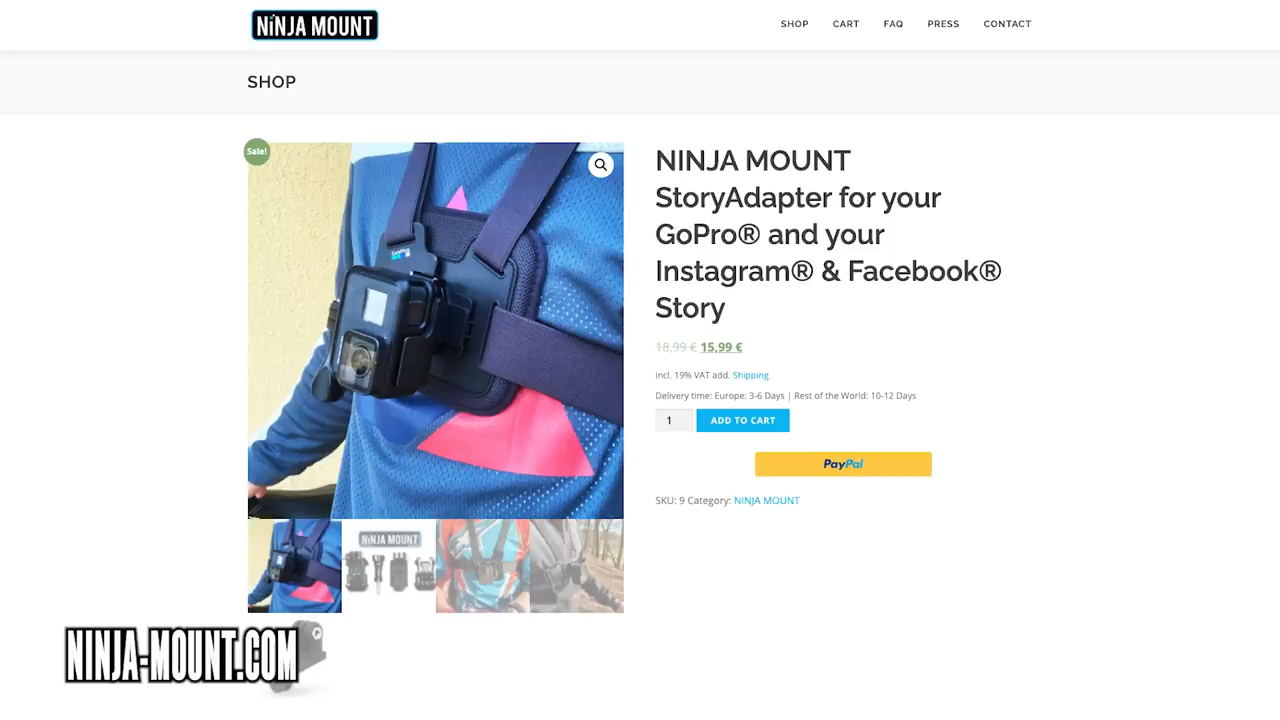 NiNJA MOUNT
SHOP CART FAQ PRESS CONTACT
SHOP
Sale!
GoPro
NINJA MOUNT
StoryAdapter for your
GoPro® and your
Instagram® & Facebook®
Story
18,99 € 15,99 €
incl. 19% VAT add. Shipping
Delivery time: Europe: 3-6 Days | Rest of the World: 10-12 Days
1 ADD TO CART
PayPal
SKU: 9 Category: NINJA MOUNT
NiNJA MOUNT
NINJA-MOUNT.COM